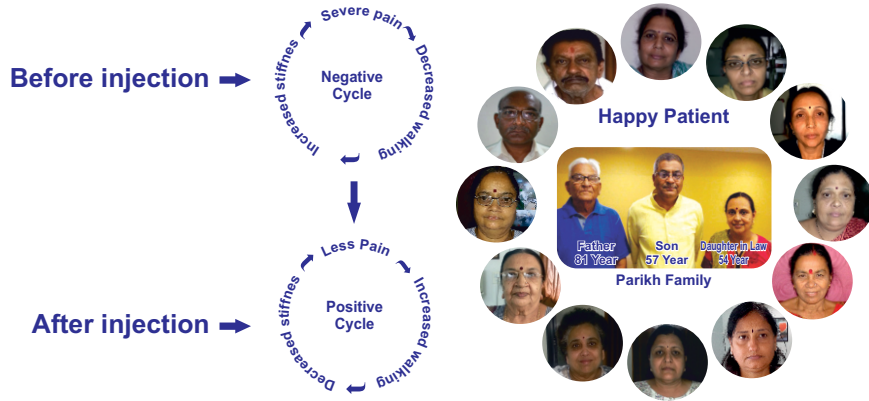 Before injection
Severe pain
Decreased walking
Increased stiffnes
Negative
Cycle
After injection
Less Pain
Increased walking
Decreased stiffnes
Positive
Cycle
Happy Patient
Father
81 Year
Son
57 Year
Daughter in Law
54 Year
Parikh Family